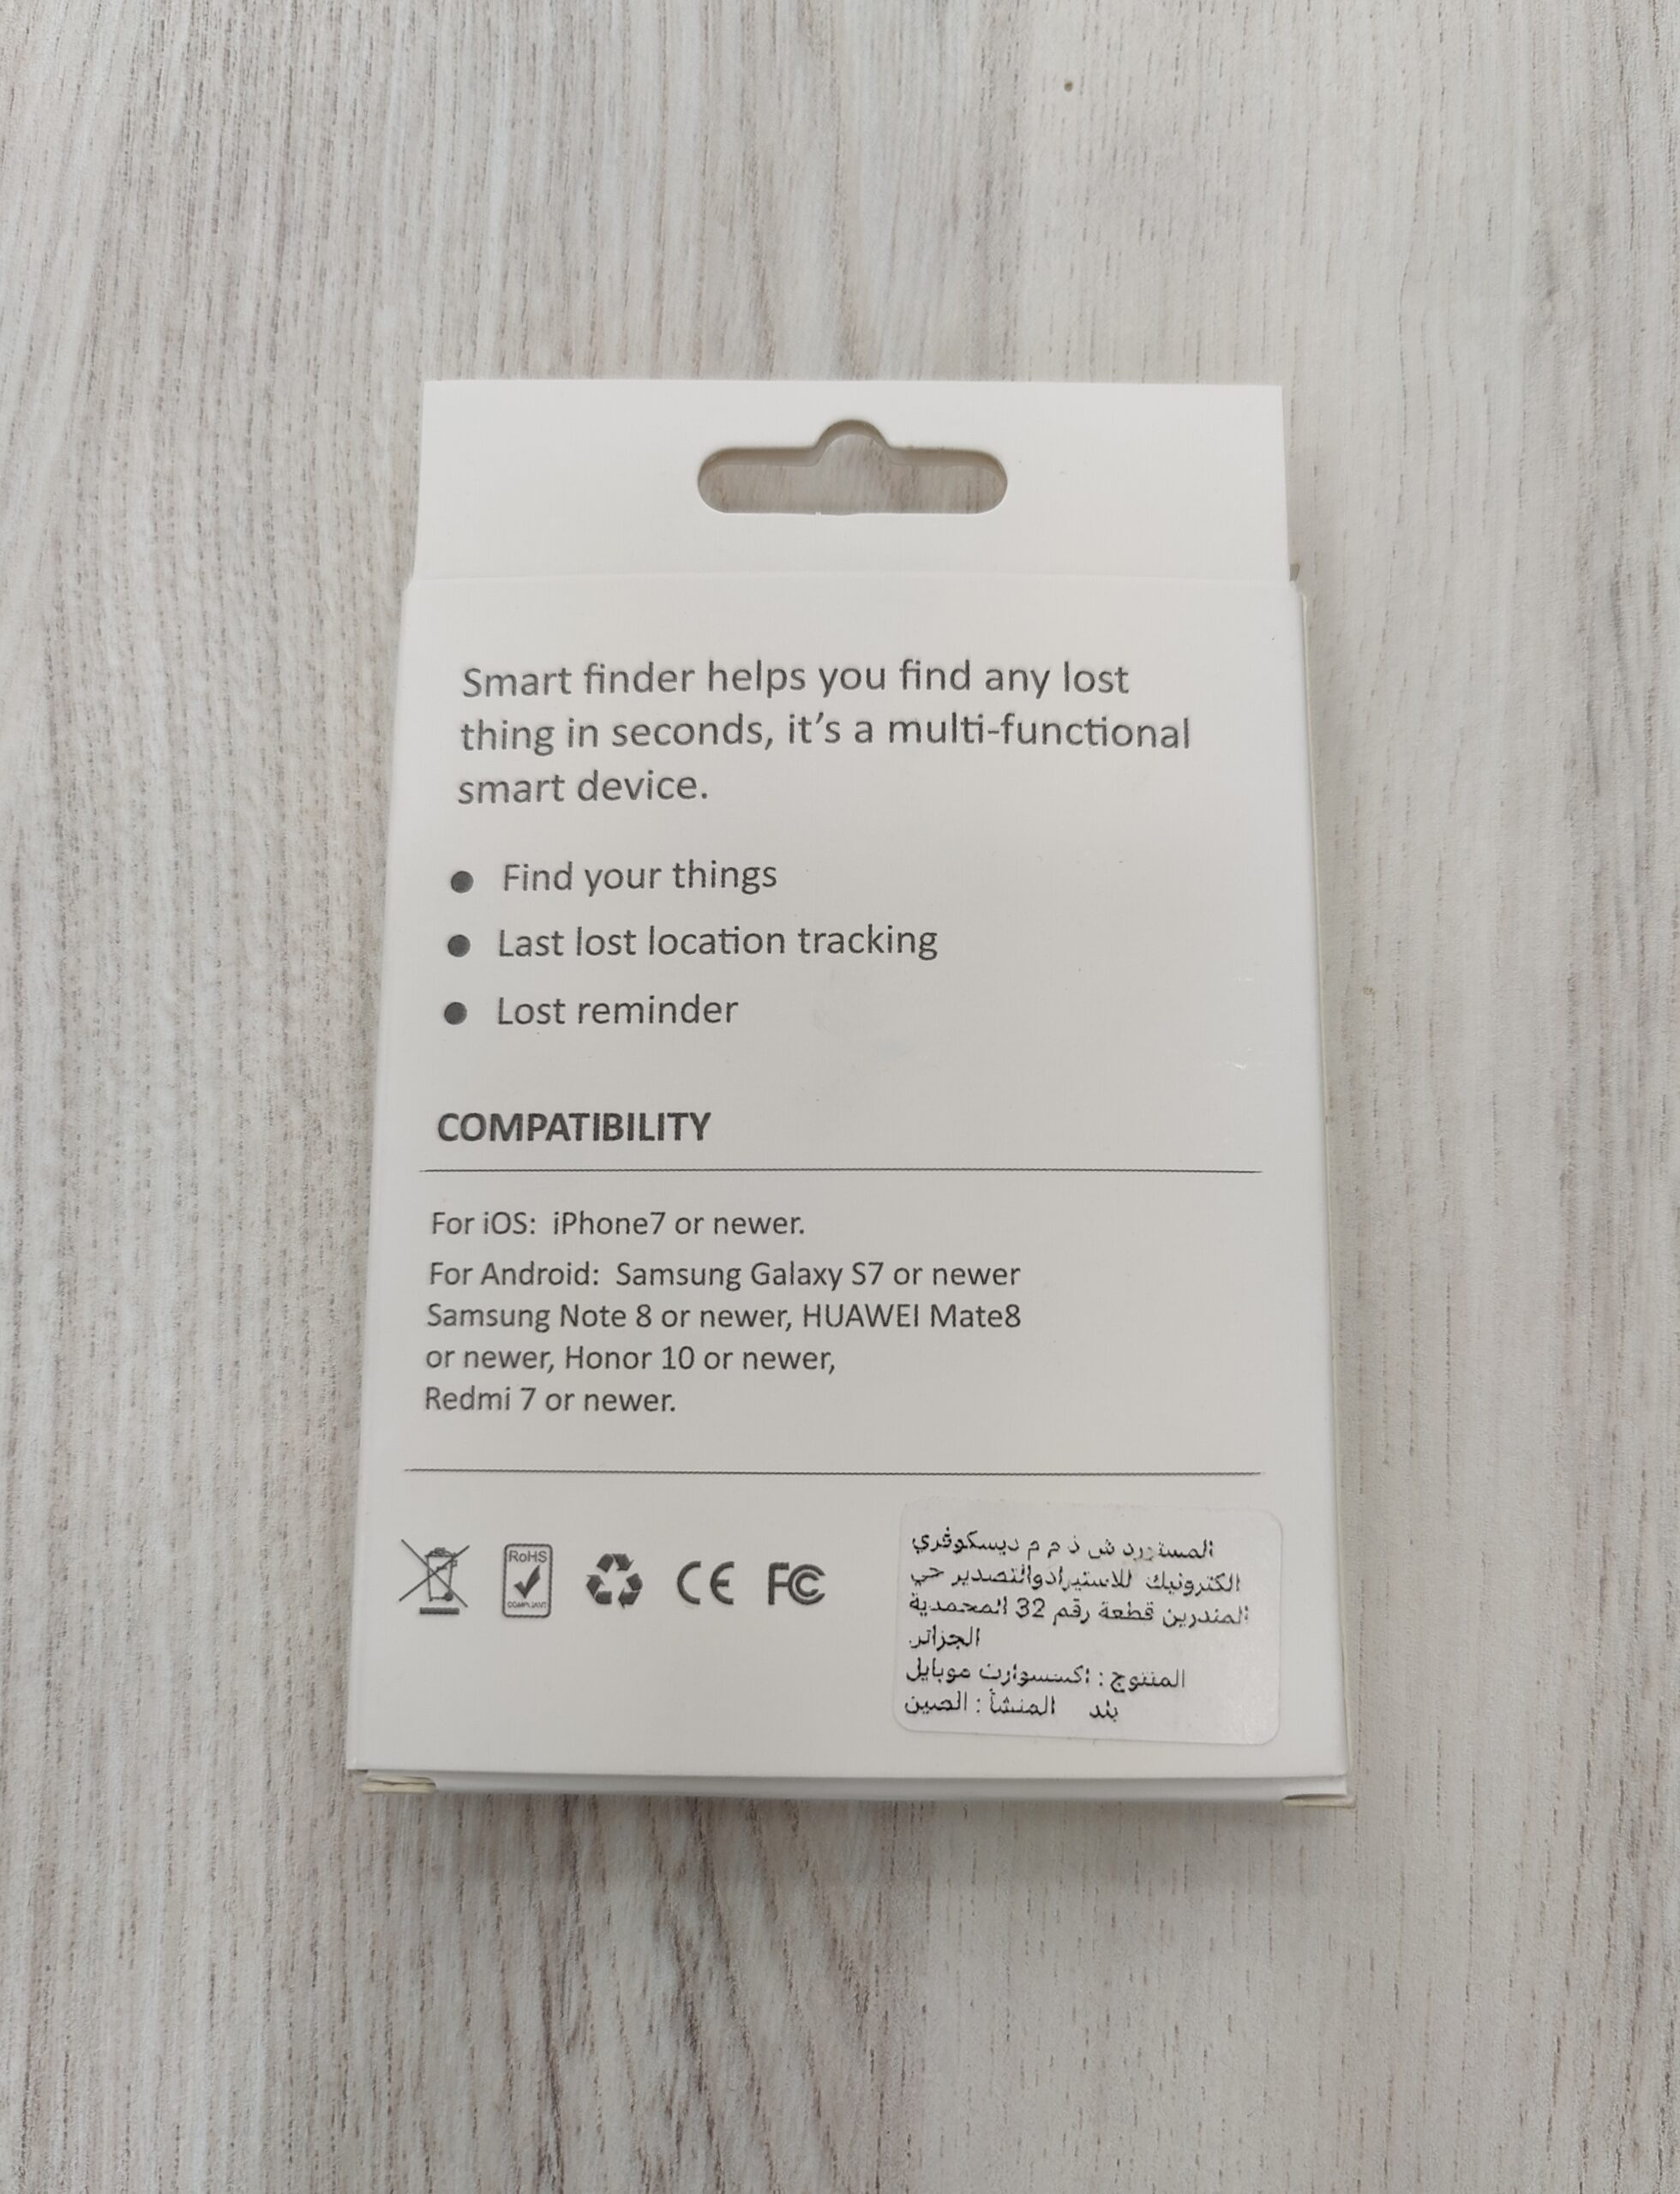 Smart finder helps you find any lost
thing in seconds, it’s a multi-functional
smart device.
● Find your things
● Last lost location tracking
● Lost reminder
COMPATIBILITY
For iOS: iPhone7 or newer.
For Android: Samsung Galaxy S7 or newer
Samsung Note 8 or newer, HUAWEI Mate8
or newer, Honor 10 or newer,
Redmi 7 or newer.
RoHS
COMPLIANT
CE
FC
المستورد ش ذ م م ديسكوفري
الكترونيك للاستيرادوالتصدير حي
المندرين قطعة رقم 32 المحمدية
الجزائر
المنتوج : اكسسوارت موبايل
بلد المنشأ : الصين